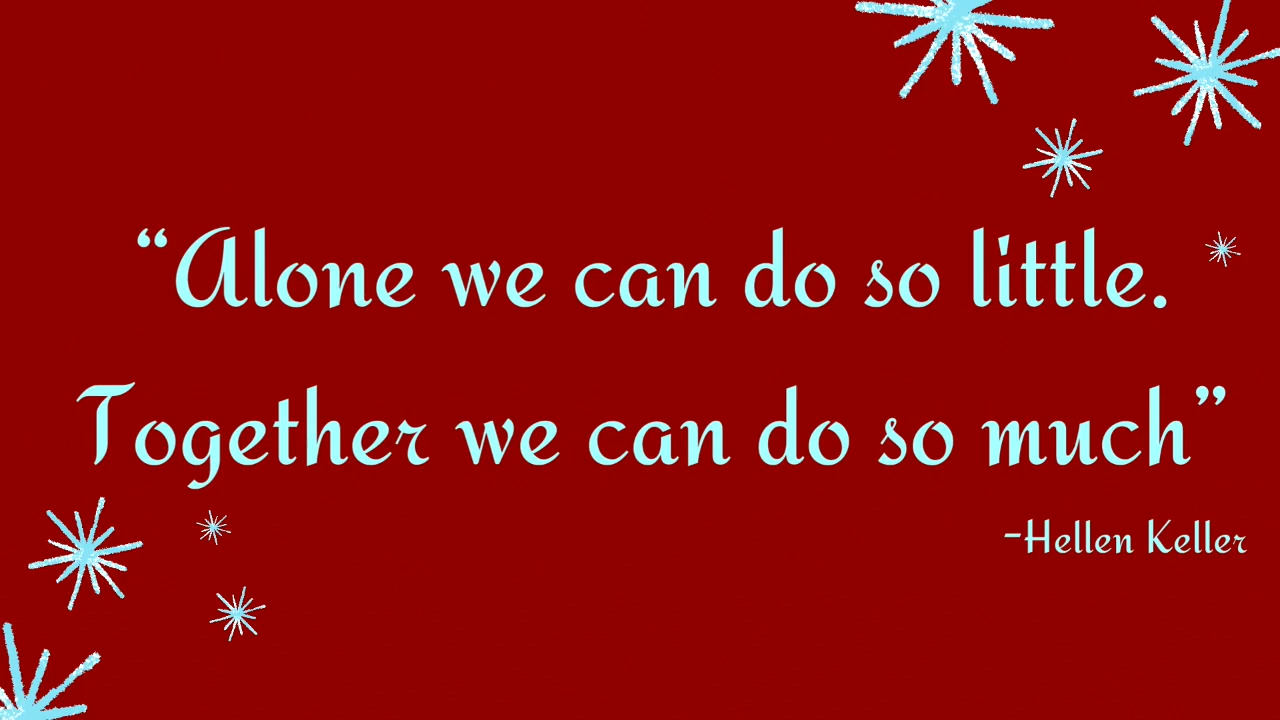 “Alone we can do so little.
Together we can do so much”
-Hellen Keller